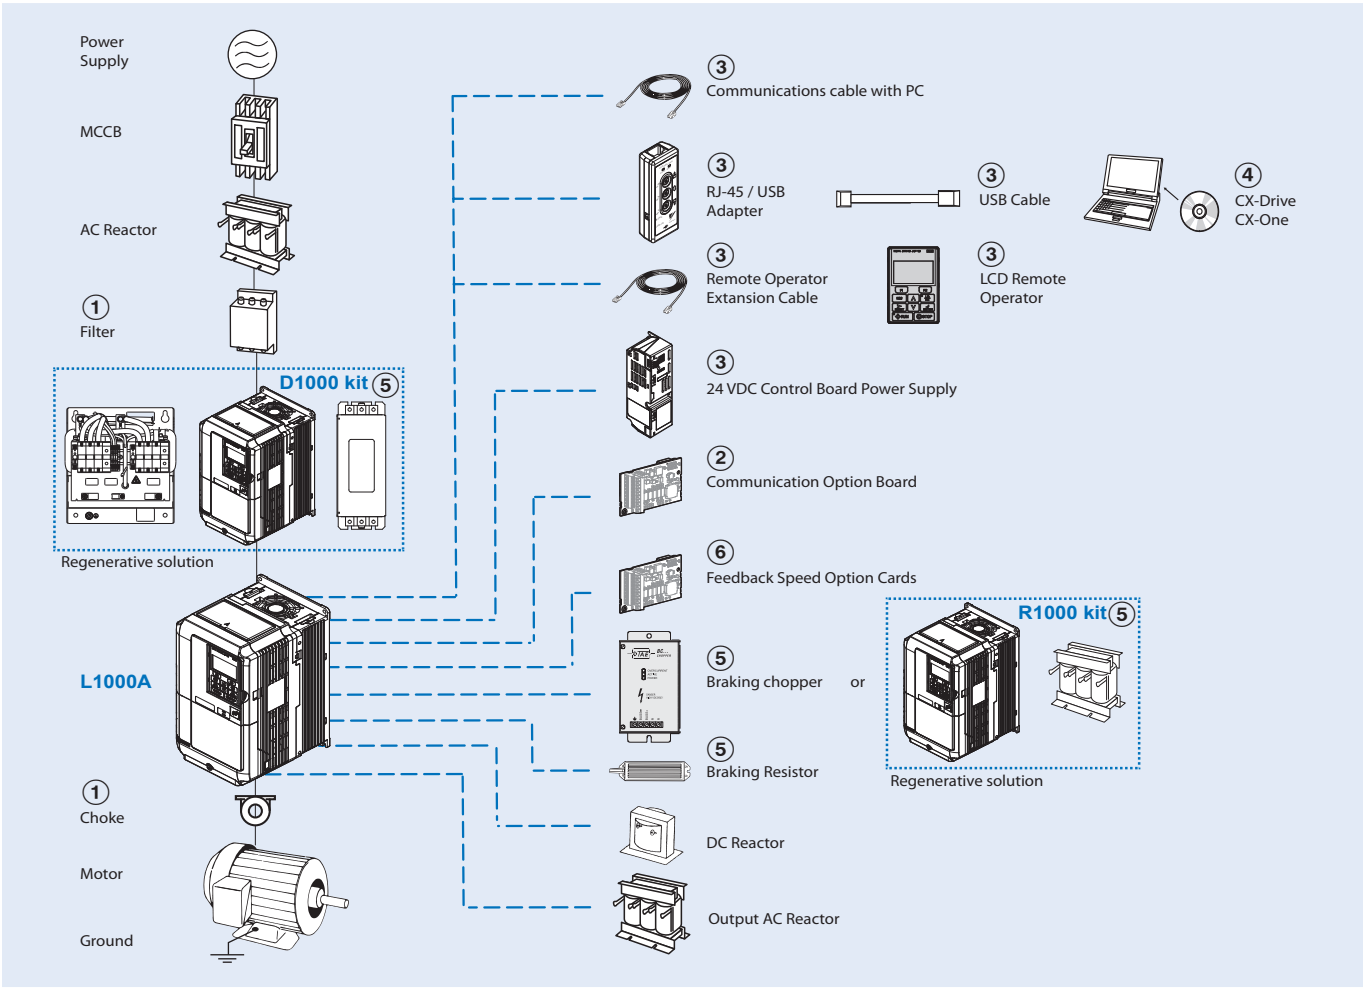 Power
Supply
MCCB
AC Reactor
1
Filter
D1000 kit 5
Regenerative solution
L1000A
1
Choke
Motor
Ground
3
Communications cable with PC
3
RJ-45 / USB
Adapter
3
USB Cable
4
CX-Drive
CX-One
3
Remote Operator
Extansion Cable
3
LCD Remote
Operator
3
24 VDC Control Board Power Supply
2
Communication Option Board
6
Feedback Speed Option Cards
5
Braking chopper or
R1000 kit 5
Regenerative solution
5
Braking Resistor
DC Reactor
Output AC Reactor